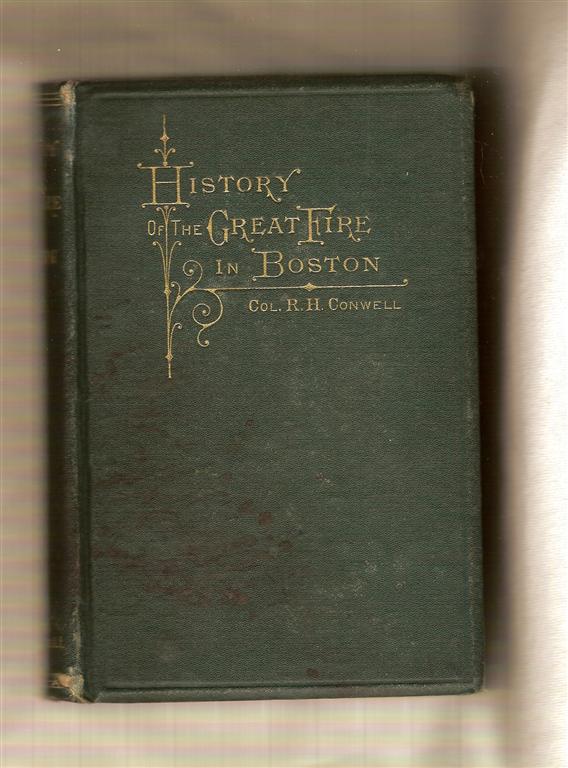 History
Of The Great Fire
In Boston
Col. R. H. Conwell